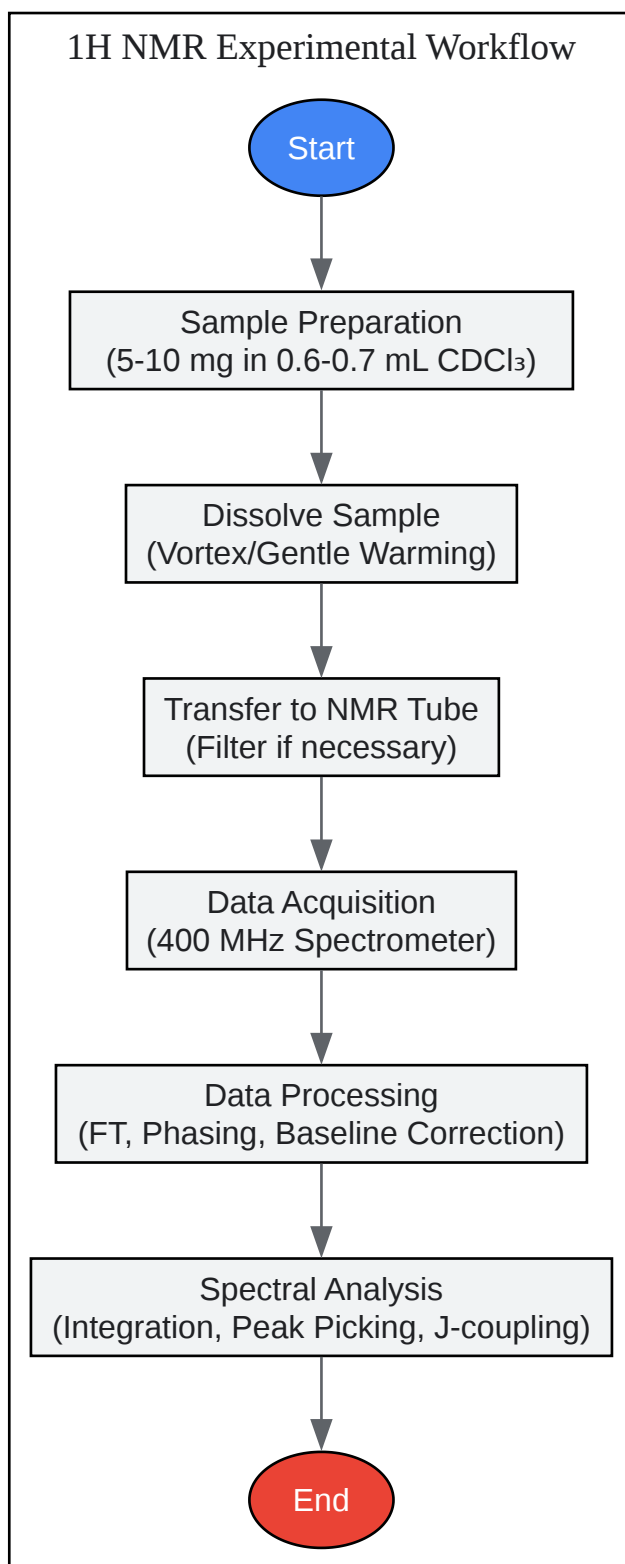 1H NMR Experimental Workflow
Start
Sample Preparation
(5-10 mg in 0.6-0.7 mL CDCl₃)
Dissolve Sample
(Vortex/Gentle Warming)
Transfer to NMR Tube
(Filter if necessary)
Data Acquisition
(400 MHz Spectrometer)
Data Processing
(FT, Phasing, Baseline Correction)
Spectral Analysis
(Integration, Peak Picking, J-coupling)
End